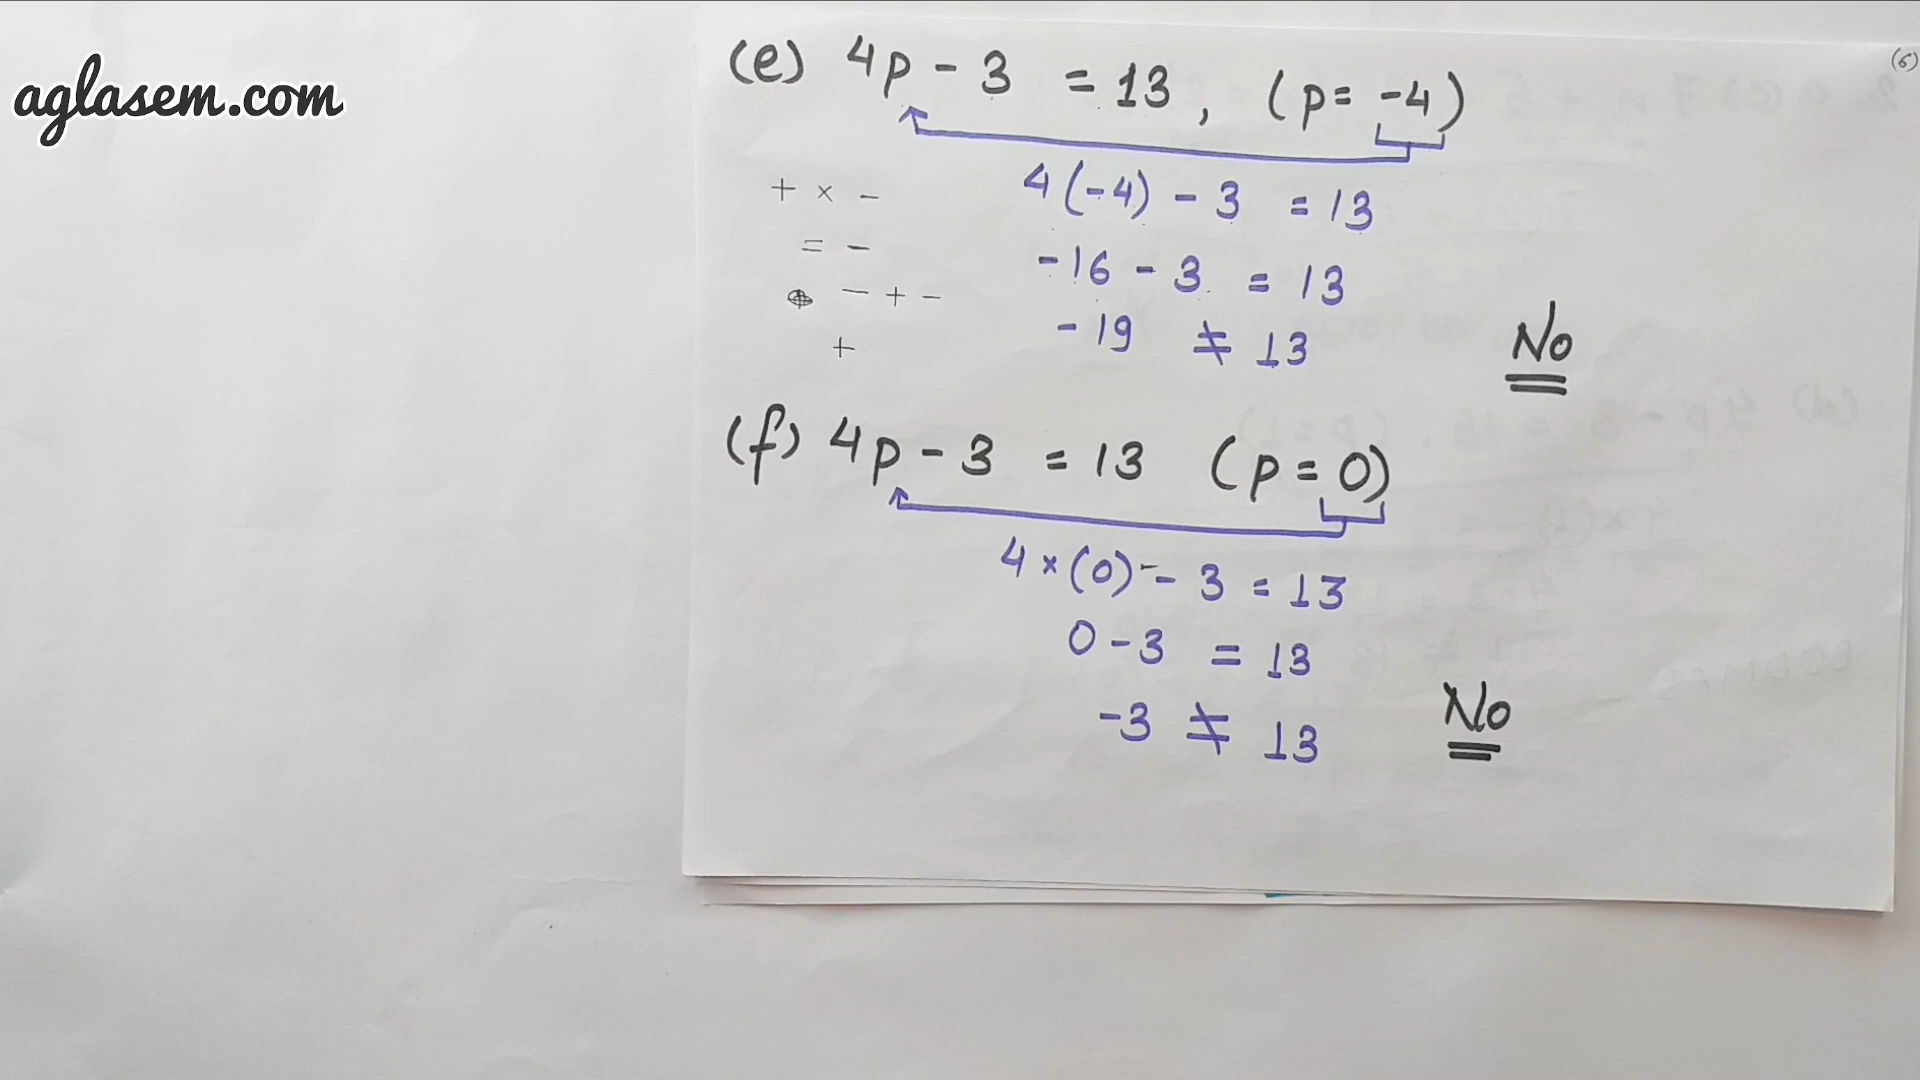 aglasem.com
(6)
(e) 4p - 3 = 13, (p = -4)
+ × -
= -
- + -
+
4(-4) - 3 = 13
-16 - 3 = 13
-19 ≠ 13
No
(f) 4p - 3 = 13 (p = 0)
4 × (0) - 3 = 13
0 - 3 = 13
-3 ≠ 13
No